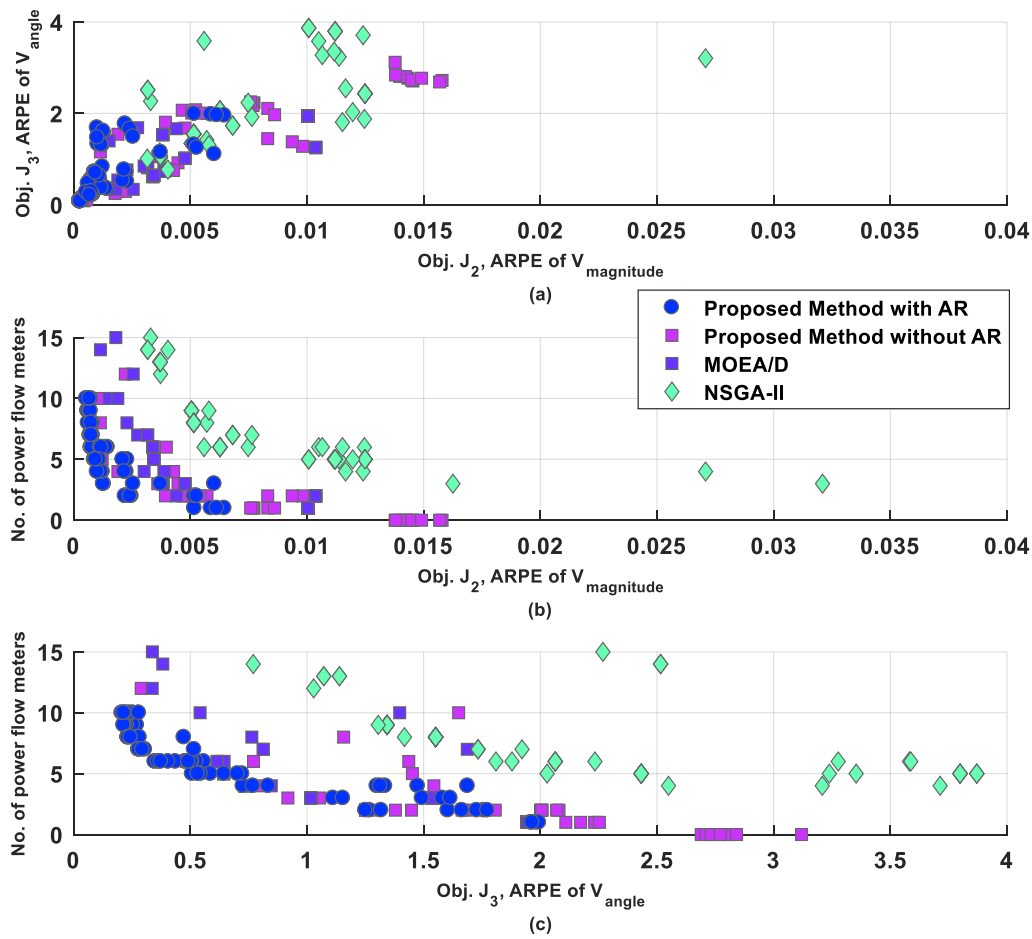 Obj. J3, ARPE of Vangle
4
2
0
0 0.005 0.01 0.015 0.02 0.025 0.03 0.035 0.04
Obj. J2, ARPE of Vmagnitude
(a)
Proposed Method with AR
Proposed Method without AR
MOEA/D
NSGA-II
No. of power flow meters
15
10
5
0
0 0.005 0.01 0.015 0.02 0.025 0.03 0.035 0.04
Obj. J2, ARPE of Vmagnitude
(b)
No. of power flow meters
15
10
5
0
0 0.5 1 1.5 2 2.5 3 3.5 4
Obj. J3, ARPE of Vangle
(c)